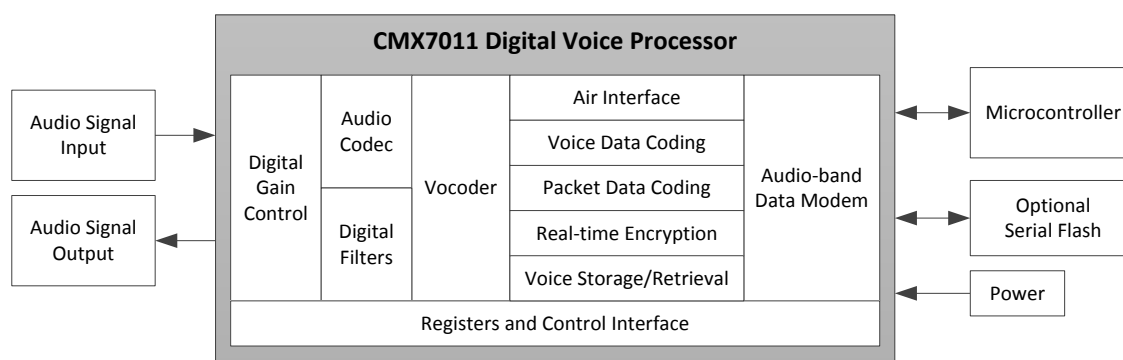 CMX7011 Digital Voice Processor
Audio Signal
Input
Audio Signal
Output
Digital
Gain
Control
Audio
Codec
Digital
Filters
Vocoder
Air Interface
Voice Data Coding
Packet Data Coding
Real-time Encryption
Voice Storage/Retrieval
Audio-band
Data Modem
Registers and Control Interface
Microcontroller
Optional
Serial Flash
Power